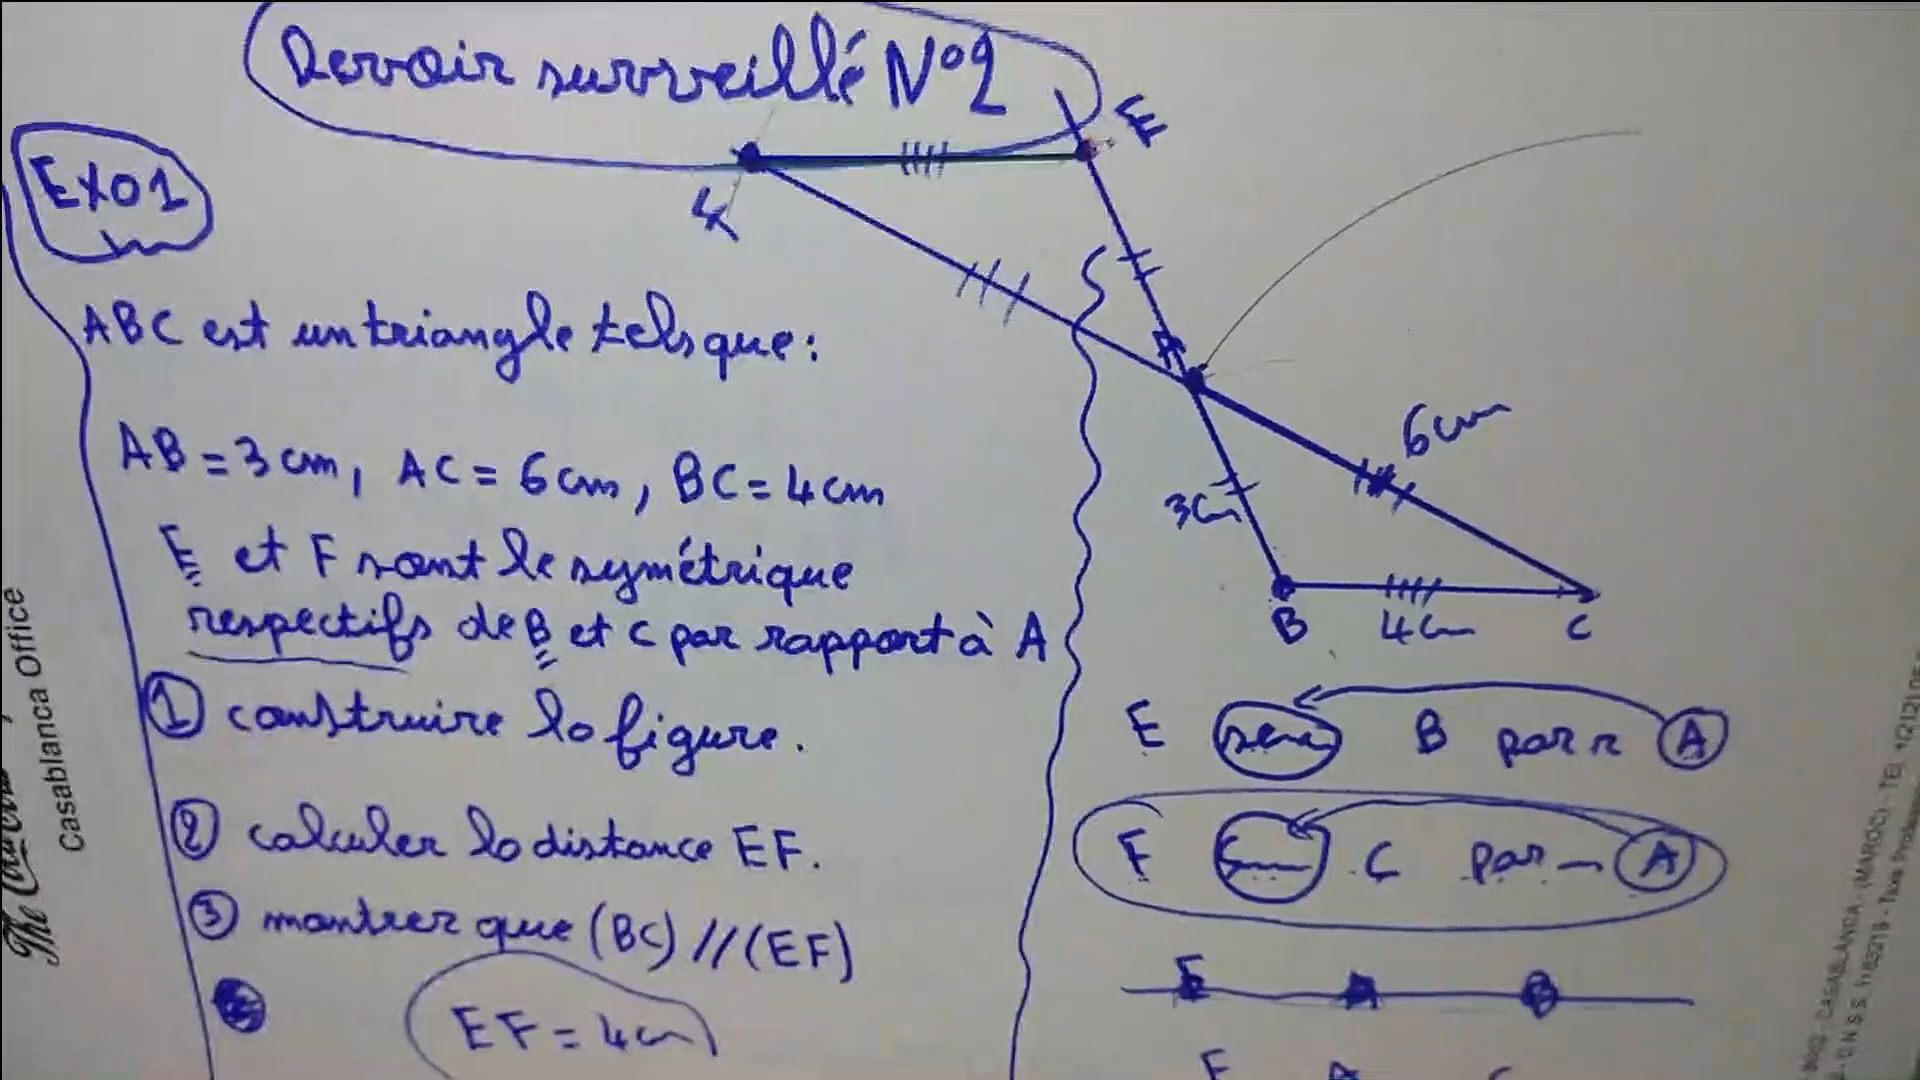 Devoir surveillé N°2
Exo1
ABC est un triangle tels que :
AB = 3 cm, AC = 6 cm, BC = 4 cm
E et F sont le symétrique
respectifs de B et C par rapport à A
① construire la figure.
② calculer la distance EF.
③ montrer que (BC) // (EF)
EF = 4cm
E
A
6cm
3cm
B
4cm
C
E B par r A
F C par A
E A B
F A C
Casablanca Office